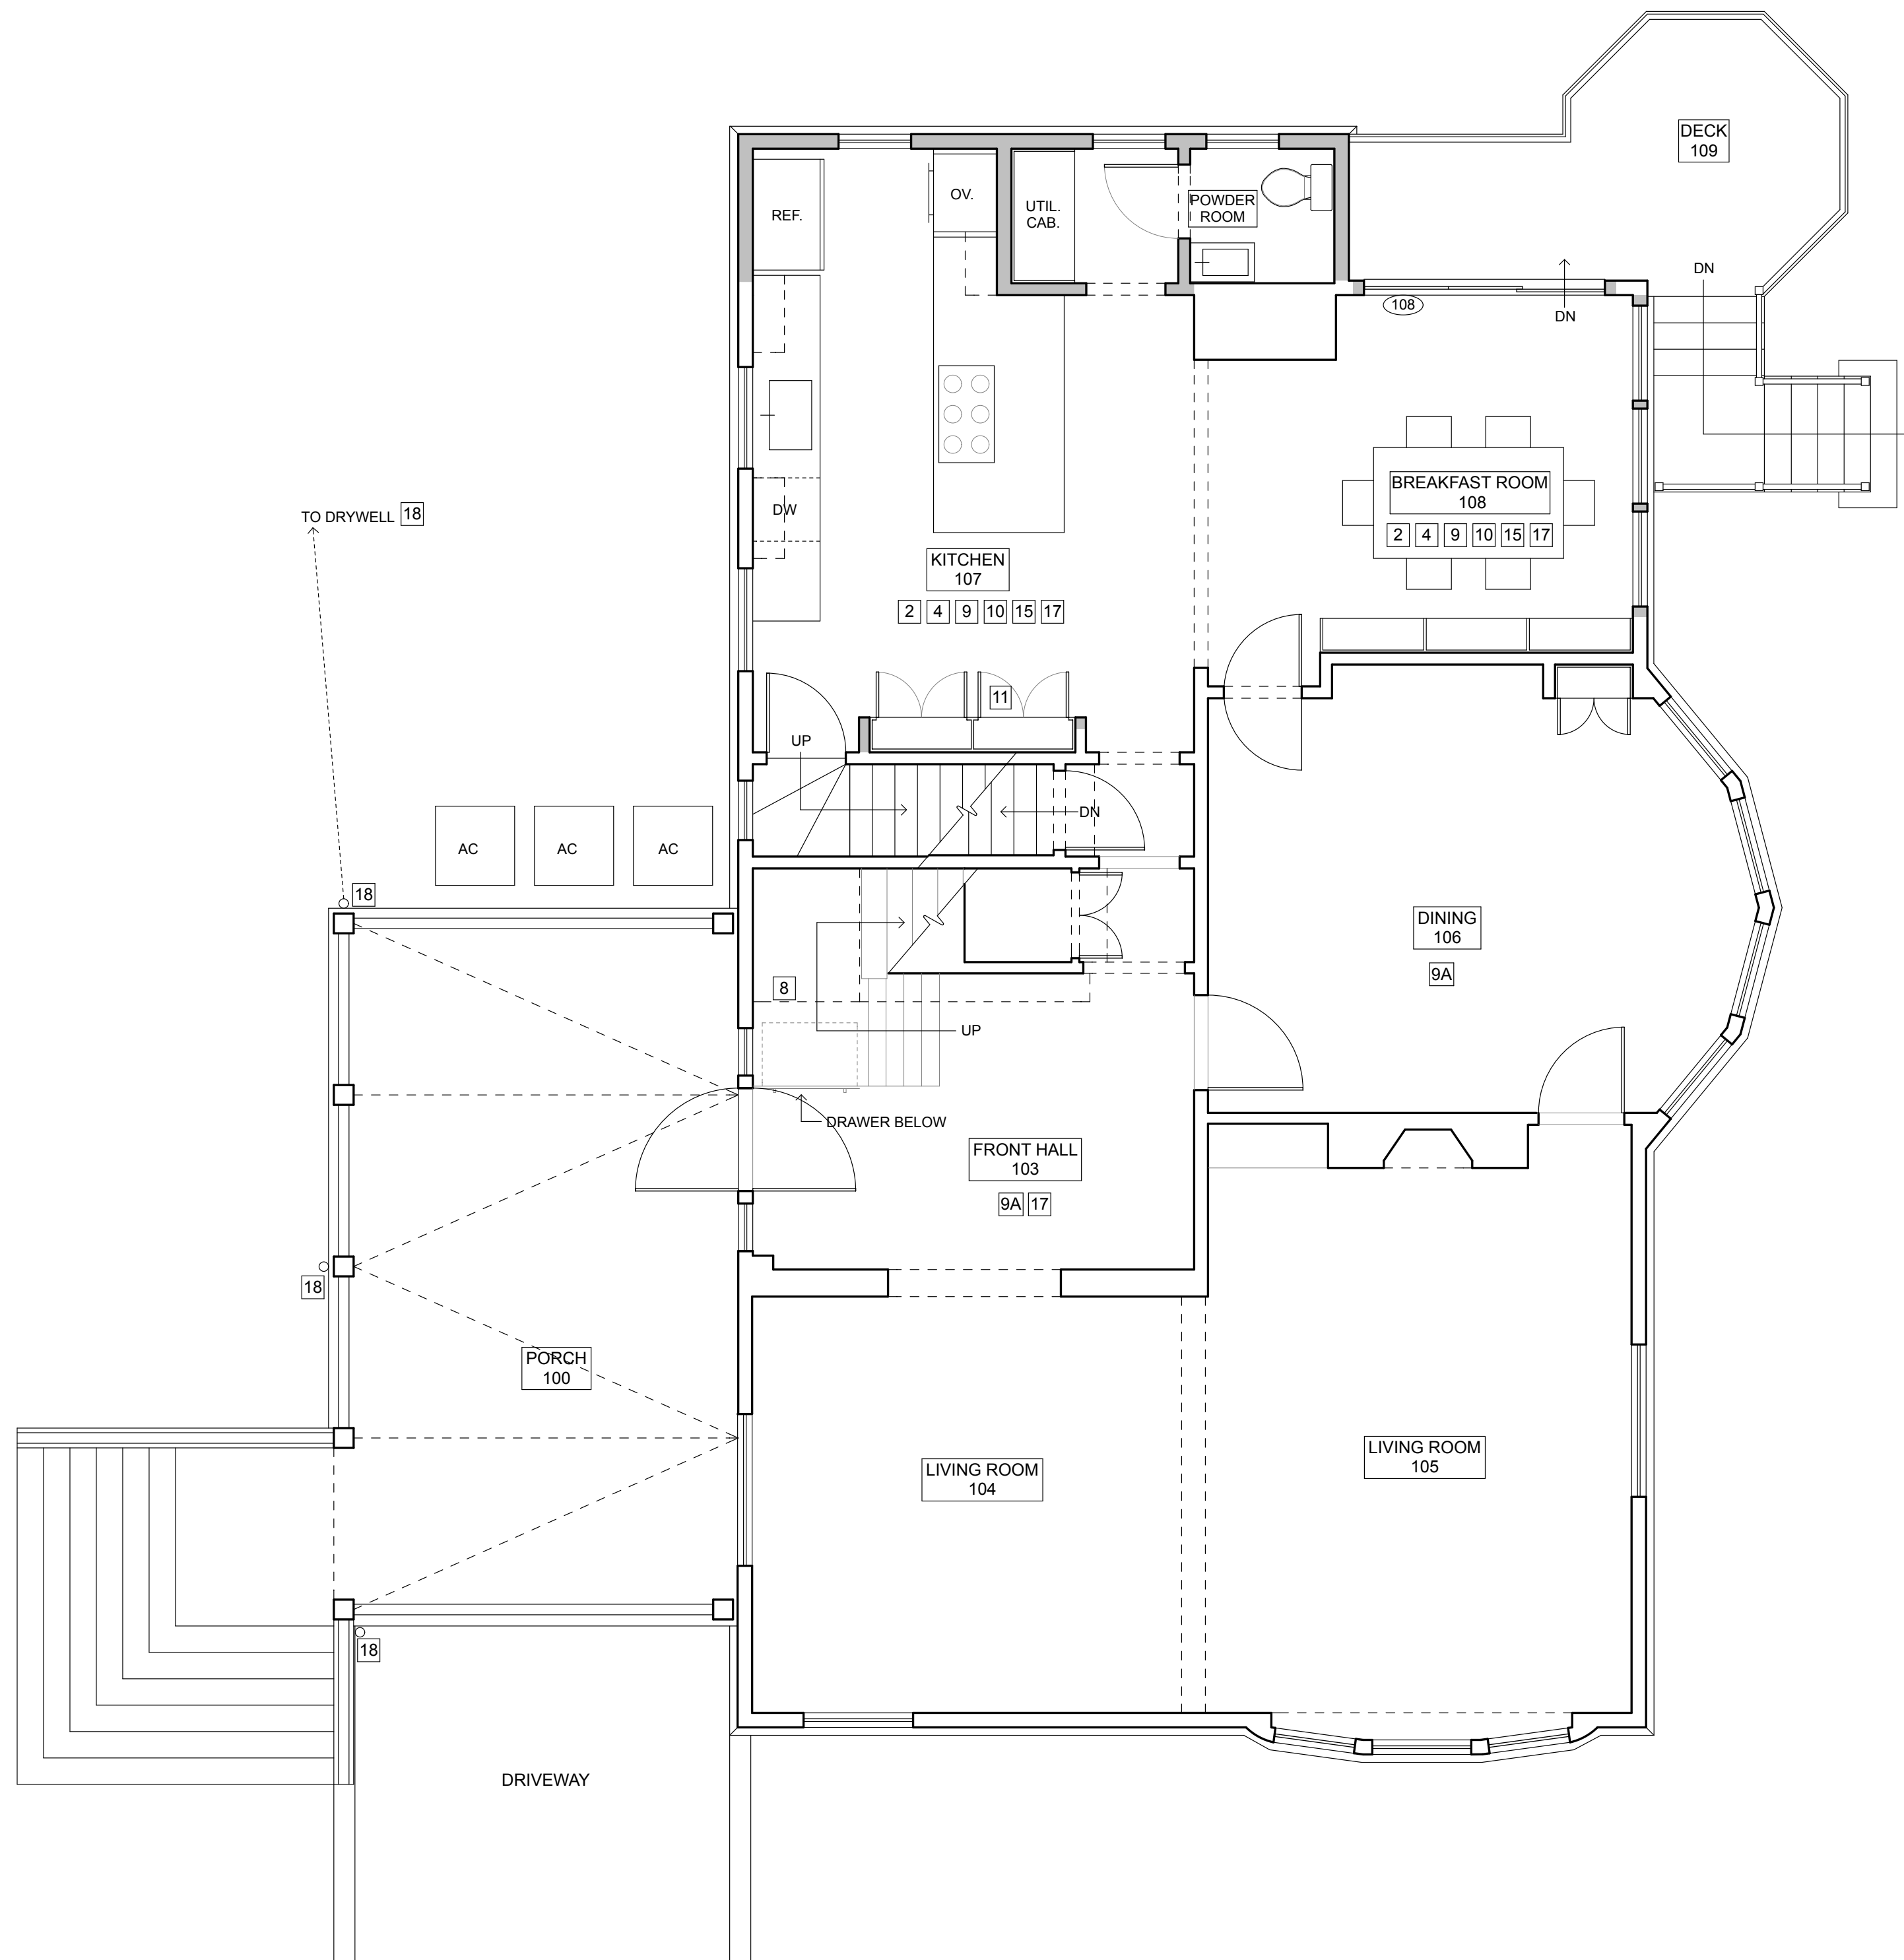 DECK
109
REF.
OV.
UTIL.
CAB.
POWDER
ROOM
DN
108
DN
BREAKFAST ROOM
108
2 4 9 10 15 17
DW
TO DRYWELL 18
KITCHEN
107
2 4 9 10 15 17
11
UP
DN
AC AC AC
18
DINING
106
9A
8
UP
DRAWER BELOW
FRONT HALL
103
9A 17
18
PORCH
100
LIVING ROOM
104
LIVING ROOM
105
18
DRIVEWAY